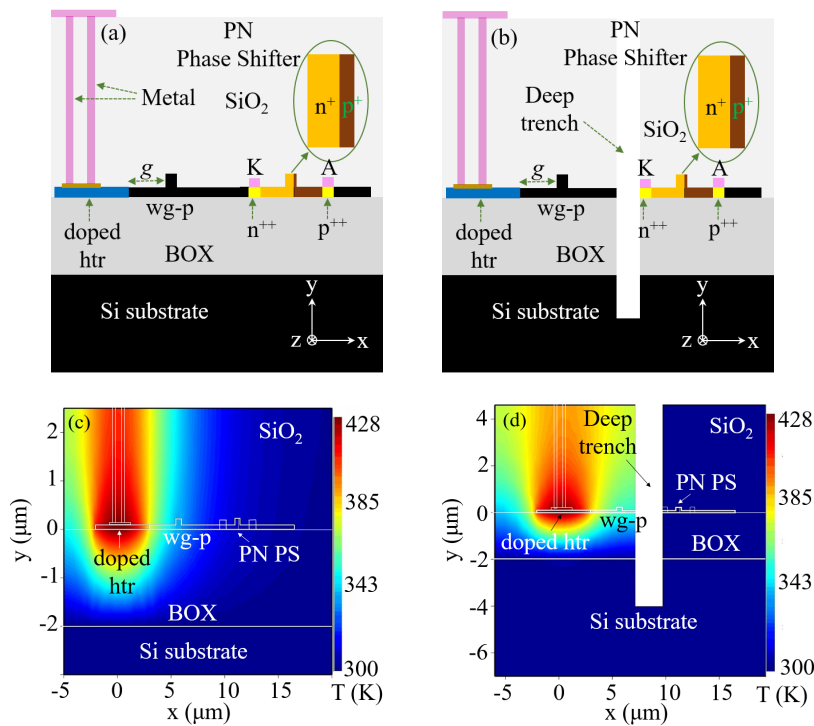 (a)
PN
Phase Shifter
Metal
SiO2
n+
p+
g
K
A
wg-p
doped
htr
n++
p++
BOX
Si substrate
y
z
x
(b)
PN
Phase Shifter
Deep
trench
SiO2
n+
p+
g
K
A
wg-p
doped
htr
n++
p++
BOX
Si substrate
y
z
x
(c)
SiO2
2
1
0
-1
-2
y (μm)
wg-p
PN PS
doped
htr
BOX
Si substrate
-5 0 5 10 15
x (μm)
428
385
343
300
T (K)
(d)
Deep
trench
SiO2
PN PS
4
2
0
-2
-4
-6
y (μm)
wg-p
doped htr
BOX
Si substrate
-5 0 5 10 15
x (μm)
428
385
343
300
T (K)